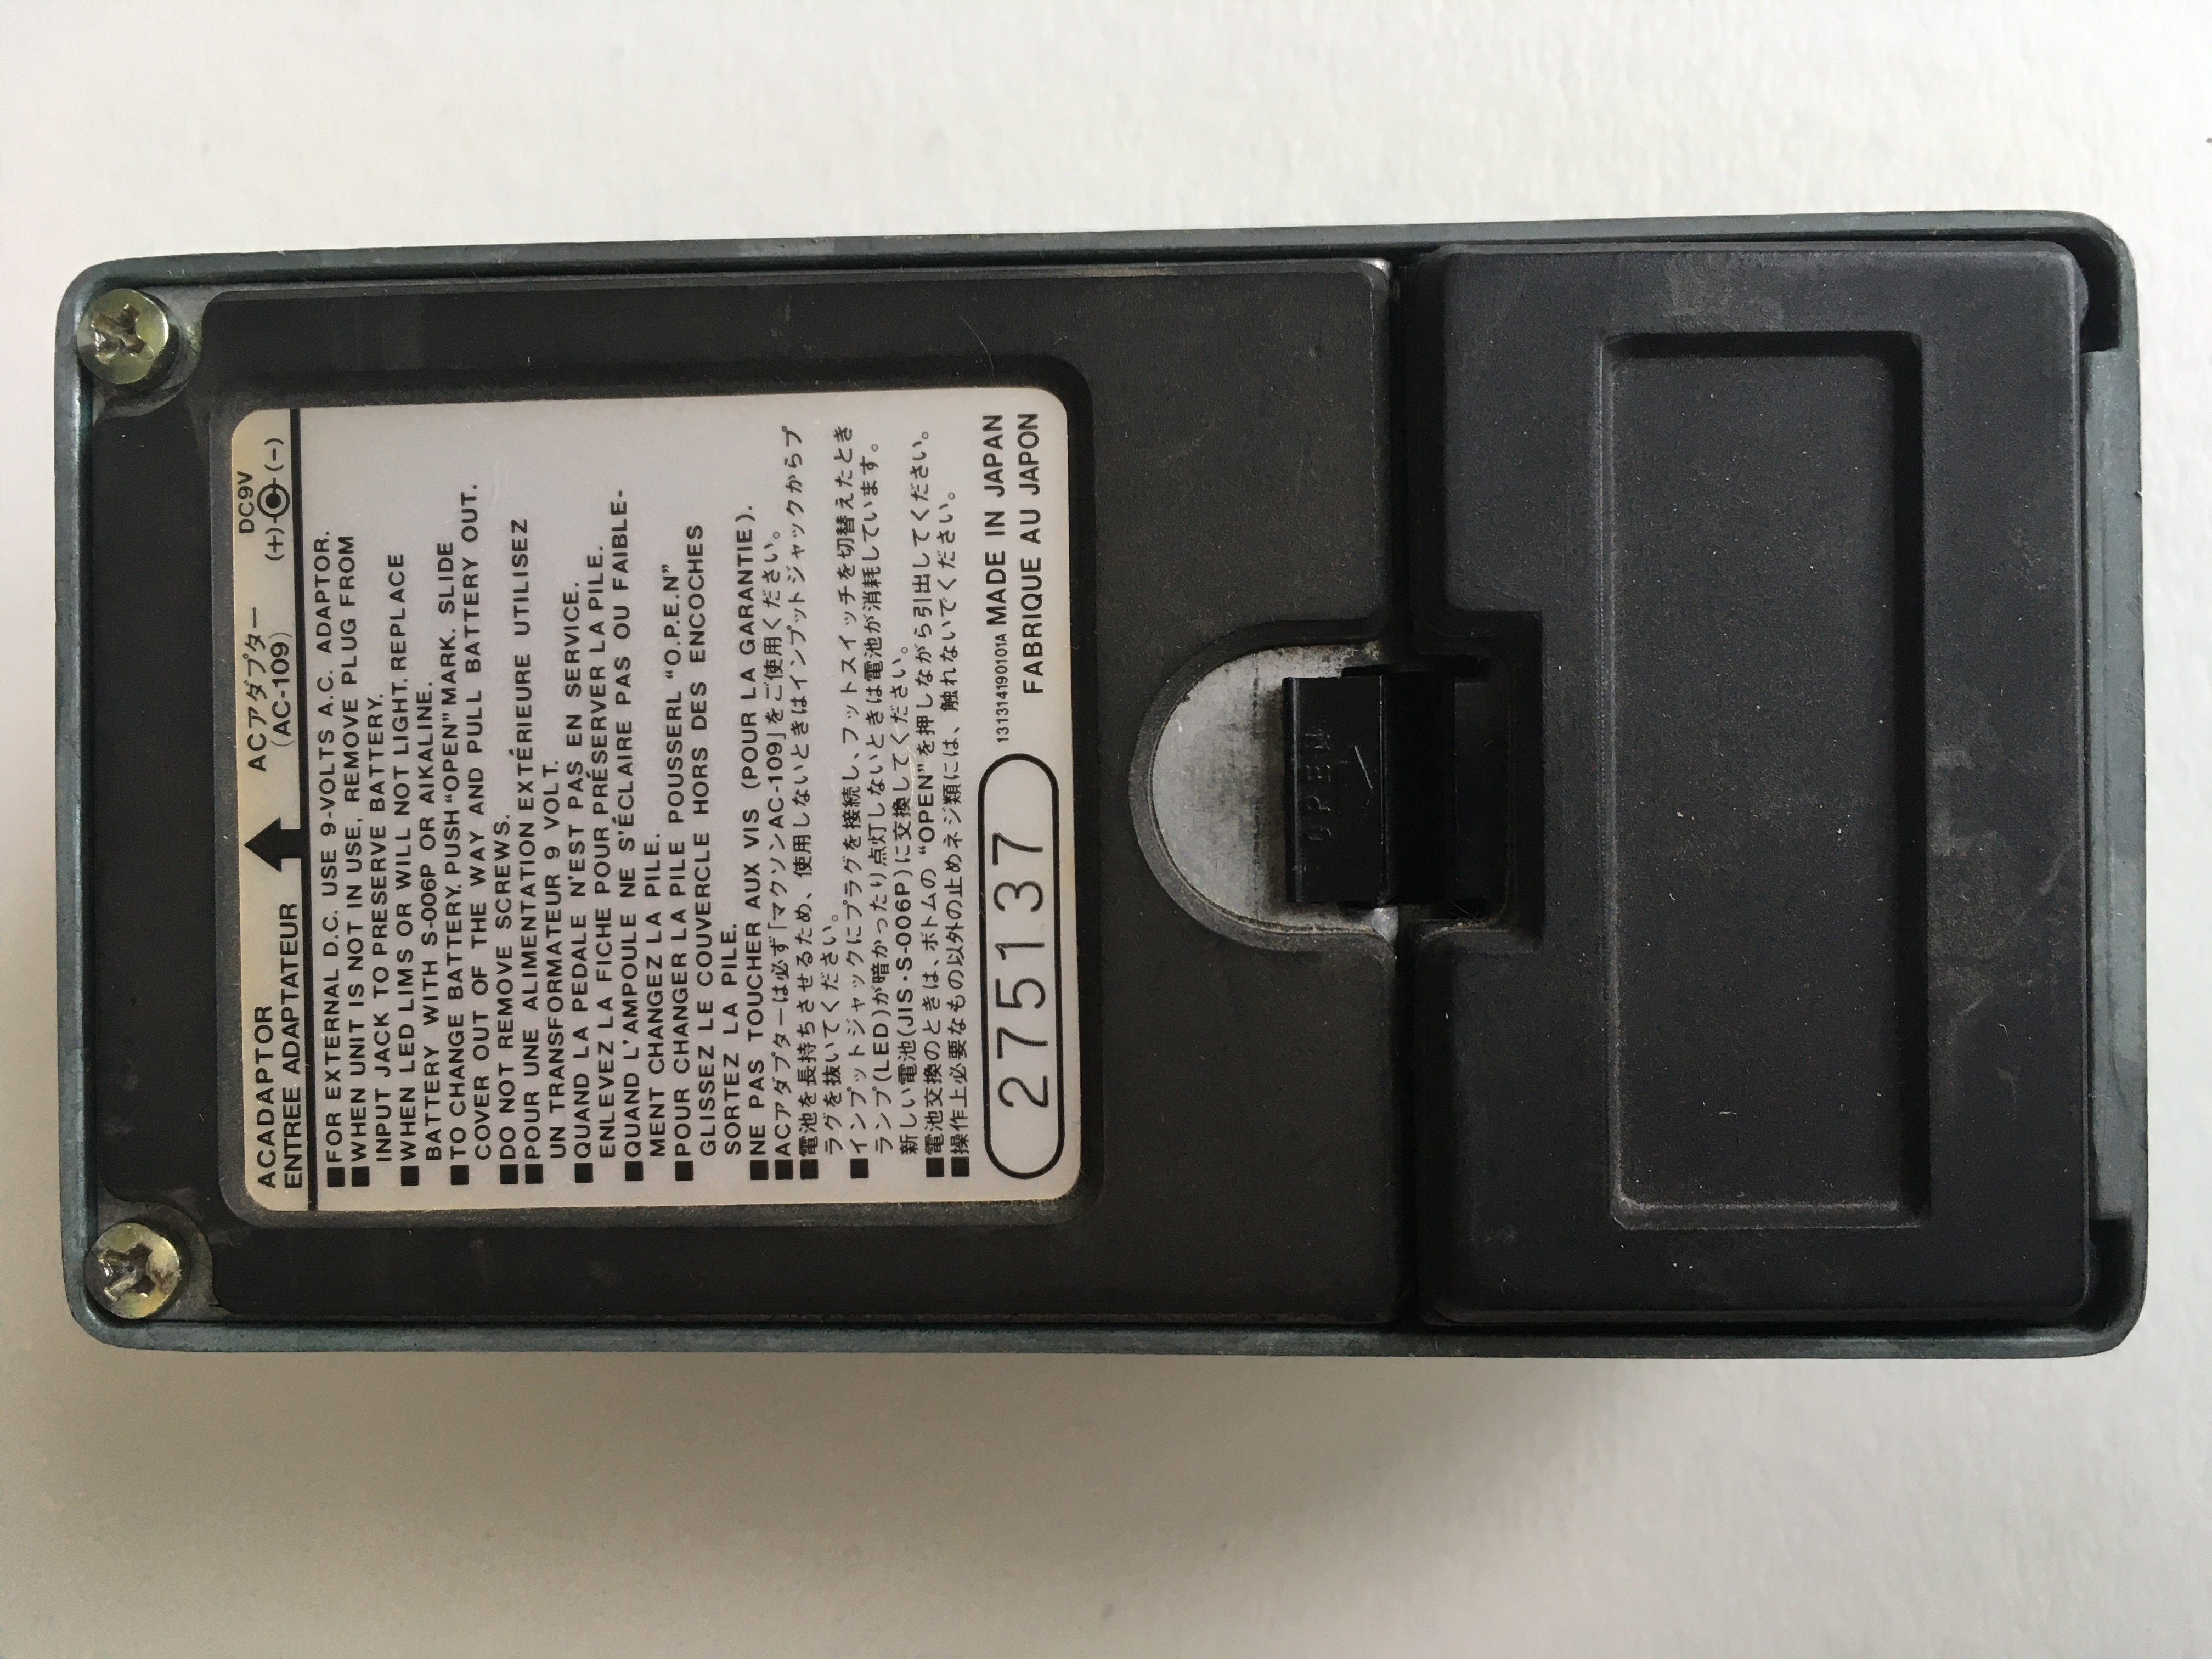 ACADAPTOR
ENTREE ADAPTATEUR
ACアダプター
(AC-109)
DC9V
(+) (-)
■FOR EXTERNAL D.C. USE 9-VOLTS A.C. ADAPTOR.
■WHEN UNIT IS NOT IN USE, REMOVE PLUG FROM
INPUT JACK TO PRESERVE BATTERY.
■WHEN LED LIMS OR WILL NOT LIGHT. REPLACE
BATTERY WITH S-006P OR AIKALINE.
■TO CHANGE BATTERY, PUSH "OPEN" MARK. SLIDE
COVER OUT OF THE WAY AND PULL BATTERY OUT.
■DO NOT REMOVE SCREWS.
■POUR UNE ALIMENTATION EXTÉRIEURE UTILISEZ
UN TRANSFORMATEUR 9 VOLT.
■QUAND LA PEDALE N'EST PAS EN SERVICE.
ENLEVEZ LA FICHE POUR PRÉSERVER LA PILE.
■QUAND L'AMPOULE NE S'ÉCLAIRE PAS OU FAIBLE-
MENT CHANGEZ LA PILE.
■POUR CHANGER LA PILE POUSSERL "O.P.E.N"
GLISSEZ LE COUVERCLE HORS DES ENCOCHES
SORTEZ LA PILE.
■NE PAS TOUCHER AUX VIS (POUR LA GARANTIE).
■ACアダプターは必ず「マクソンAC-109」をご使用ください。
■電池を長持ちさせるため、使用しないときはインプットジャックからプ
ラグを抜いてください。
■インプットジャックにプラグを接続し、フットスイッチを切替えたとき
ランプ(LED)が暗かったり点灯しないときは電池が消耗しています。
新しい電池(JIS・S-006P)に交換してください。
■電池交換のときは、ボトムの"OPEN"を押しながら引出してください。
■操作上必要なもの以外の止めネジ類には、触れないでください。
275137
13131419010​1A MADE IN JAPAN
FABRIQUE AU JAPON
OPEN